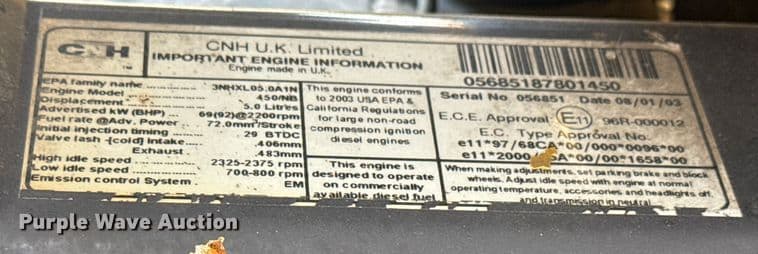 CNH
CNH U.K. Limited
IMPORTANT ENGINE INFORMATION
Engine made in U.K.
05685187801450
EPA family name 3NHXL05.0A1N
Engine Model 450/NB
Displacement 5.0 Litres
Advertised kW (BHP) 69(92)@2200rpm
Fuel rate @Adv. Power 72.0mm³/Stroke
Initial injection timing 29 BTDC
Valve lash -(cold) Intake .406mm
Exhaust .483mm
High idle speed 2325-2375 rpm
Low idle speed 700-800 rpm
Emission control System EM
This engine conforms
to 2003 USA EPA &
California Regulations
for large non-road
compression ignition
diesel engines
This engine is
designed to operate
on commercially
available diesel fuel
Serial No 056851 Date 08/01/03
E.C.E. Approval E11 96R-000012
E.C. Type Approval No.
e11*97/68CA*00/000*0096*00
e11*2000 A*00/00*1658*00
When making adjustments, set parking brake and block
wheels. Adjust idle speed with engine at normal
operating temperature, accessories and headlights off
and transmission in neutral
Purple Wave Auction